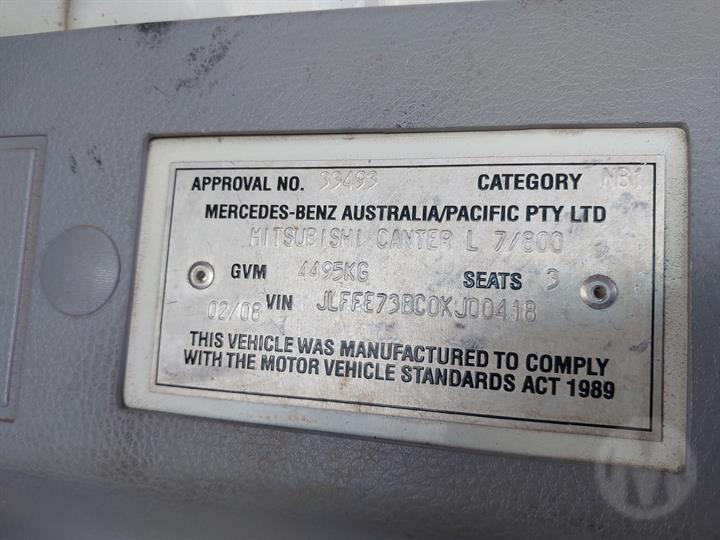 APPROVAL NO. 33493 CATEGORY NB1
MERCEDES-BENZ AUSTRALIA/PACIFIC PTY LTD
MITSUBISHI CANTER L 7/800
GVM 4495KG SEATS 3
02/08 VIN JLFFE73BC0KJ00418
THIS VEHICLE WAS MANUFACTURED TO COMPLY
WITH THE MOTOR VEHICLE STANDARDS ACT 1989